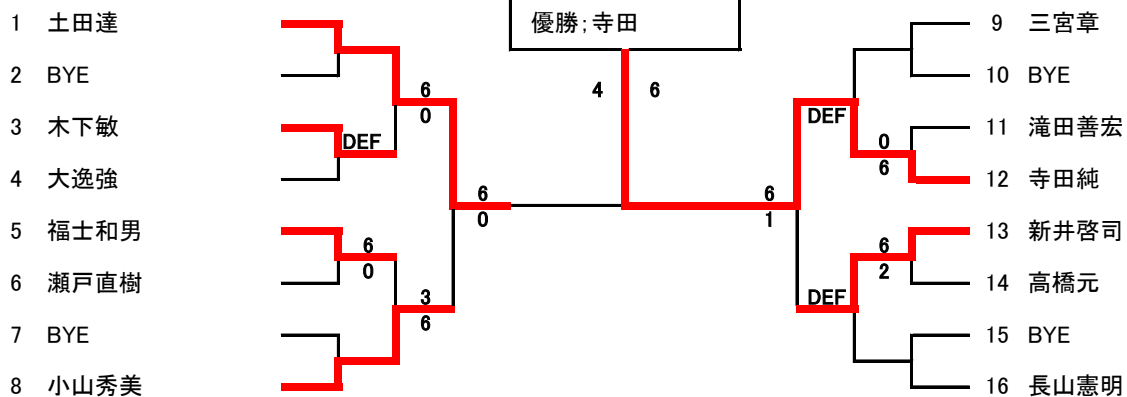 優勝;寺田
1 土田達
2 BYE
3 木下敏
4 大逸強
5 福士和男
6 瀬戸直樹
7 BYE
8 小山秀美
6
0
DEF
6
0
3
6
6
0
4 6
6
1
DEF
0
6
6
2
DEF
9 三宮章
10 BYE
11 滝田善宏
12 寺田純
13 新井啓司
14 高橋元
15 BYE
16 長山憲明